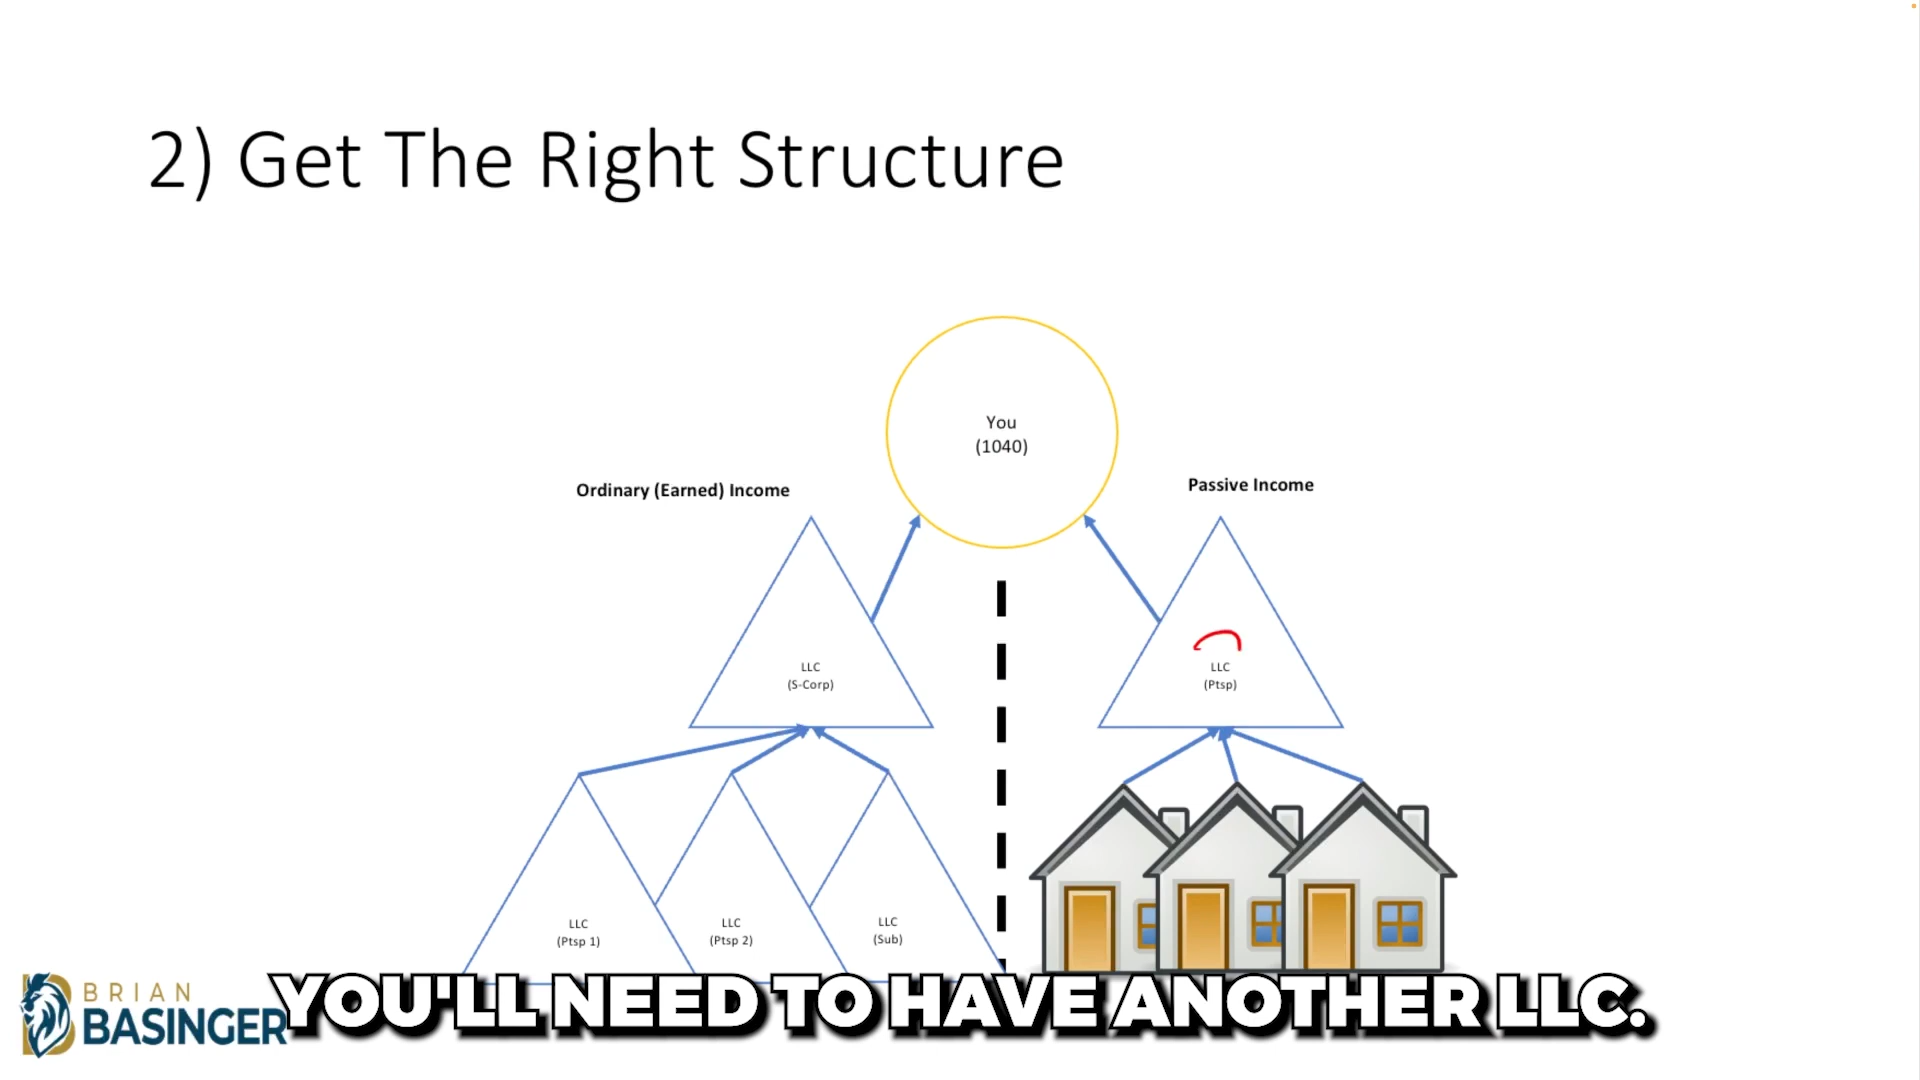 2) Get The Right Structure
You
(1040)
Ordinary (Earned) Income
Passive Income
LLC
(S-Corp)
LLC
(Ptsp)
LLC
(Ptsp 1)
LLC
(Ptsp 2)
LLC
(Sub)
BRIAN
BASINGER
YOU'LL NEED TO HAVE ANOTHER LLC.